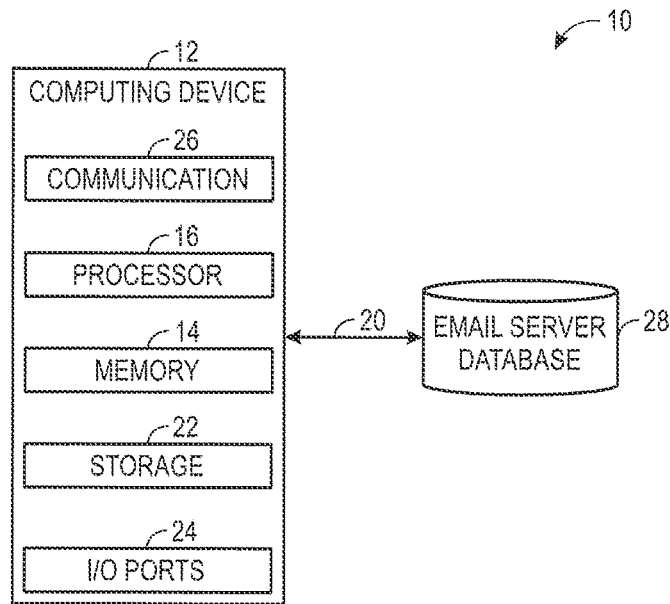 10
12
COMPUTING DEVICE
26
COMMUNICATION
16
PROCESSOR
14
MEMORY
22
STORAGE
24
I/O PORTS
20
EMAIL SERVER
DATABASE
28